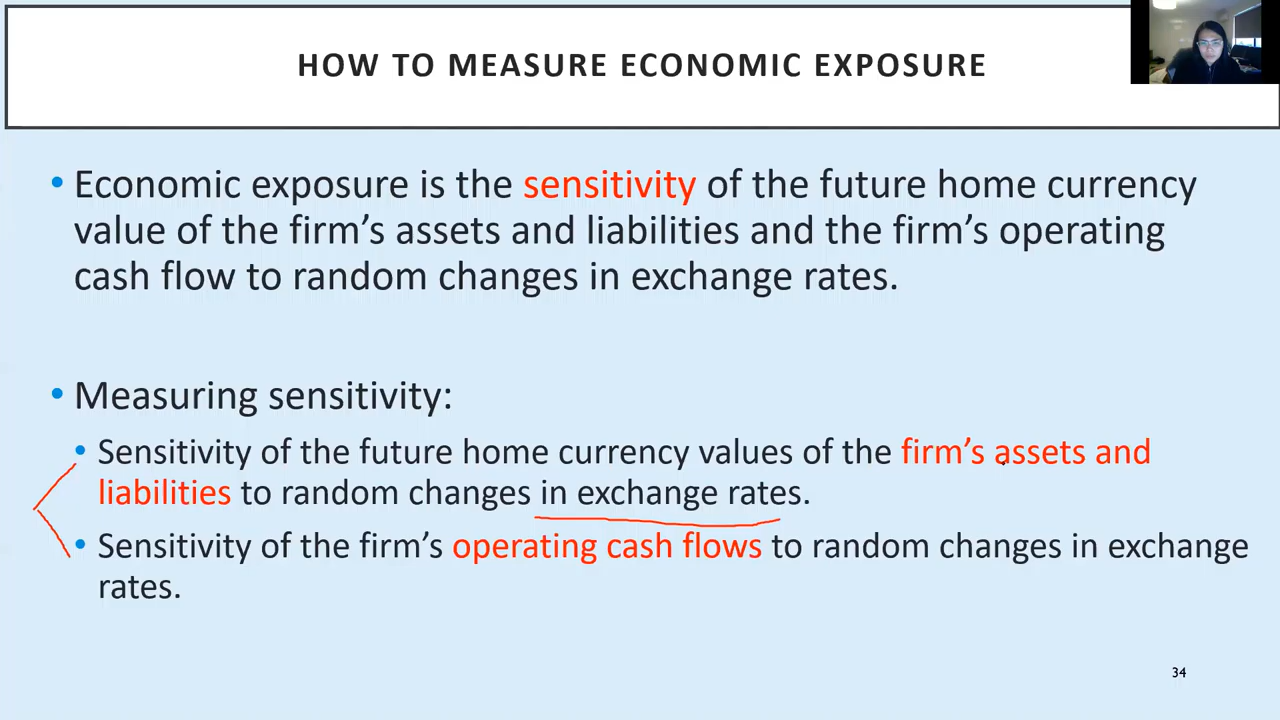 HOW TO MEASURE ECONOMIC EXPOSURE
• Economic exposure is the sensitivity of the future home currency
value of the firm's assets and liabilities and the firm's operating
cash flow to random changes in exchange rates.
• Measuring sensitivity:
• Sensitivity of the future home currency values of the firm's assets and
liabilities to random changes in exchange rates.
• Sensitivity of the firm's operating cash flows to random changes in exchange
rates.
34